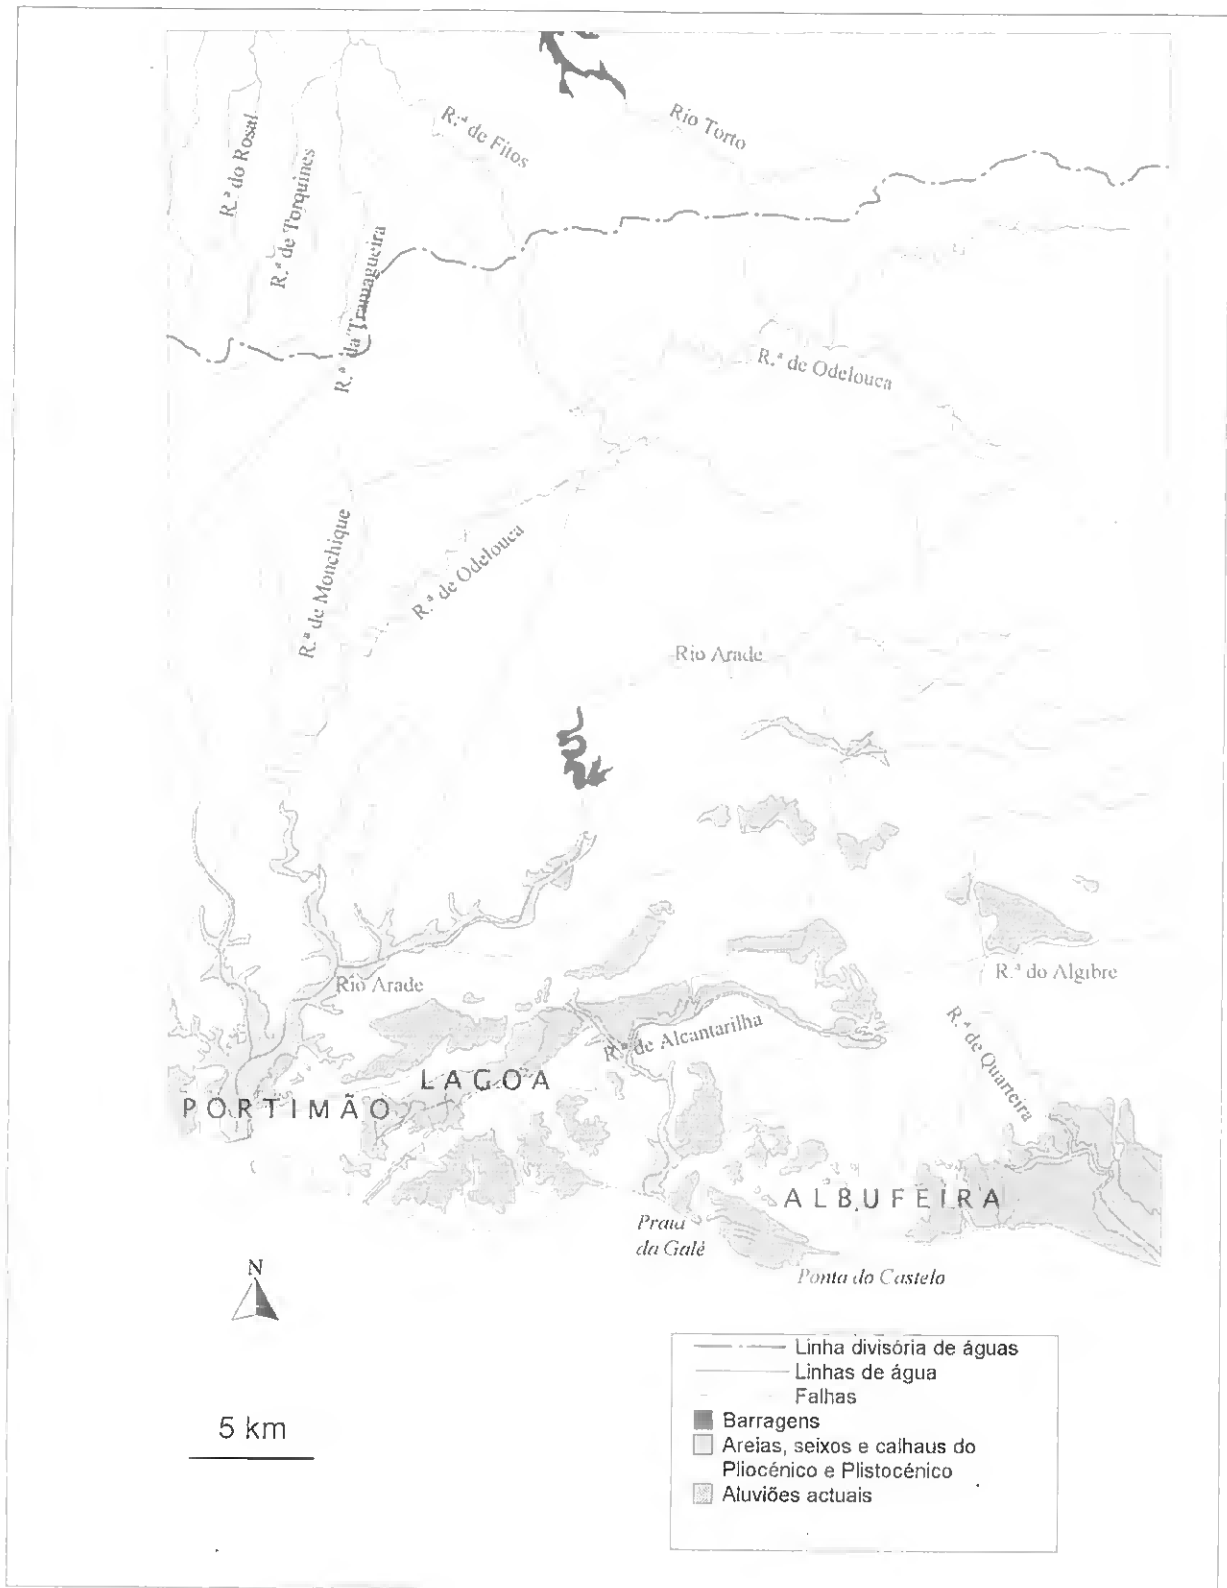 R.ª do Rosal
R.ª de Torquines
R.ª da Tramagueira
R.ª de Fitos
Rio Torto
R.ª de Odelouca
R.ª de Monchique
R.ª de Odelouca
Rio Arade
Rio Arade
R.ª do Algibre
R.ª de Alcantarilha
R.ª de Quarteira
LAGOA
PORTIMÃO
ALBUFEIRA
Praia
da Galé
Ponta do Castelo
N
5 km
Linha divisória de águas
Linhas de água
Falhas
Barragens
Areias, seixos e calhaus do
Pliocénico e Plistocénico
Aluviões actuais